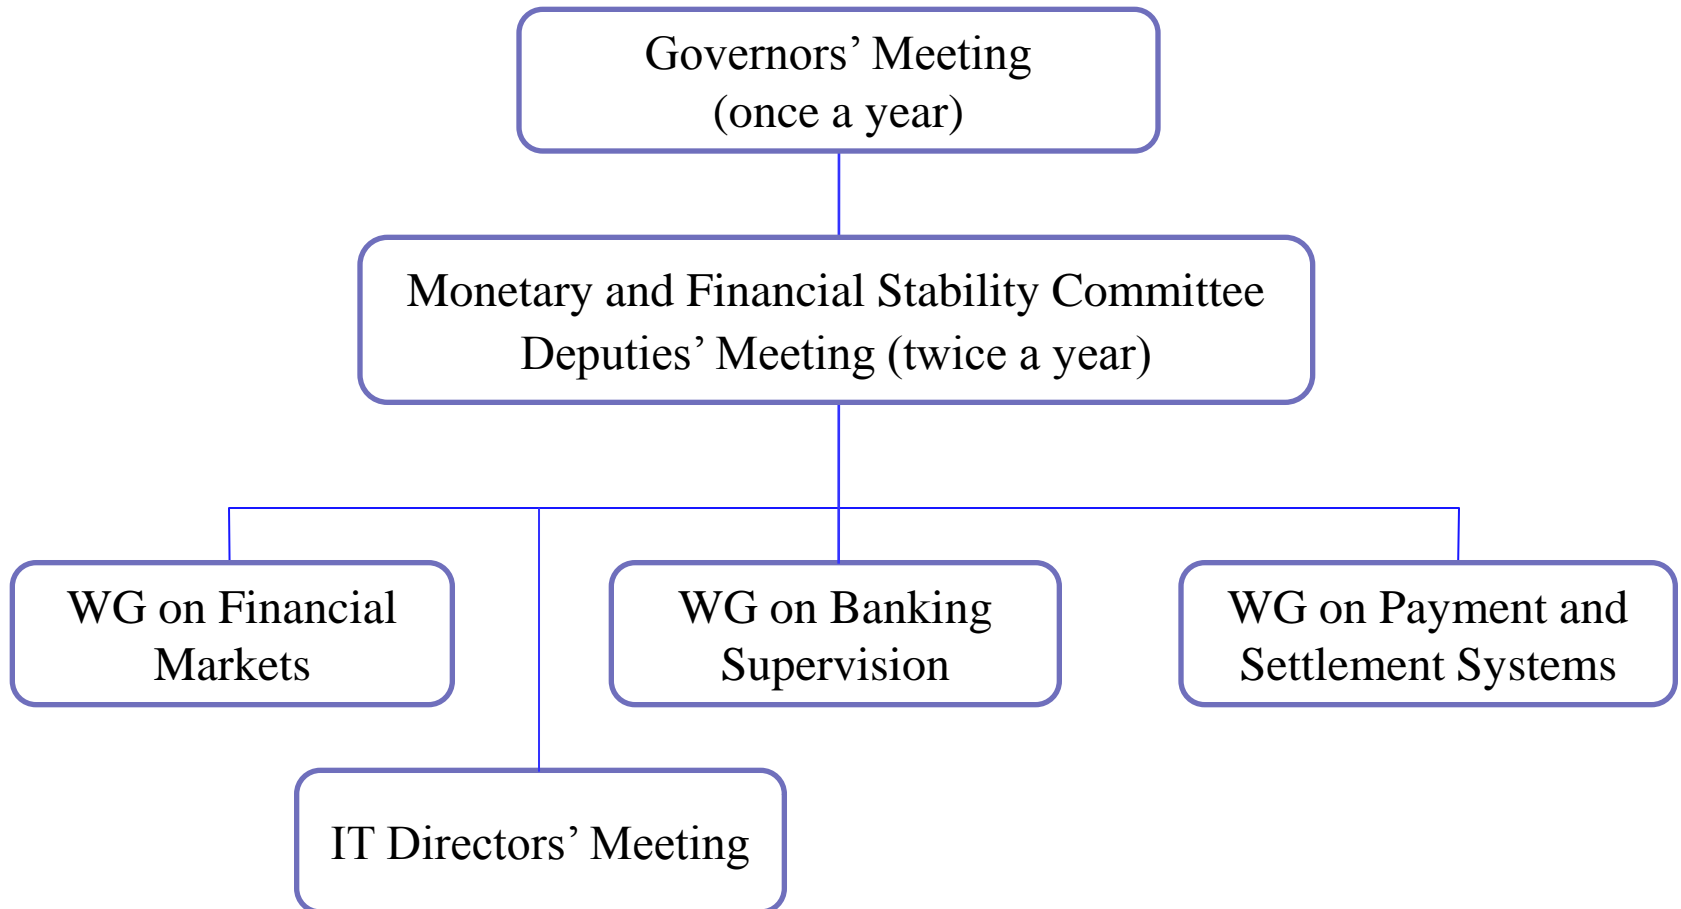 Governors’ Meeting
(once a year)
Monetary and Financial Stability Committee
Deputies’ Meeting (twice a year)
WG on Financial
Markets
WG on Banking
Supervision
WG on Payment and
Settlement Systems
IT Directors’ Meeting